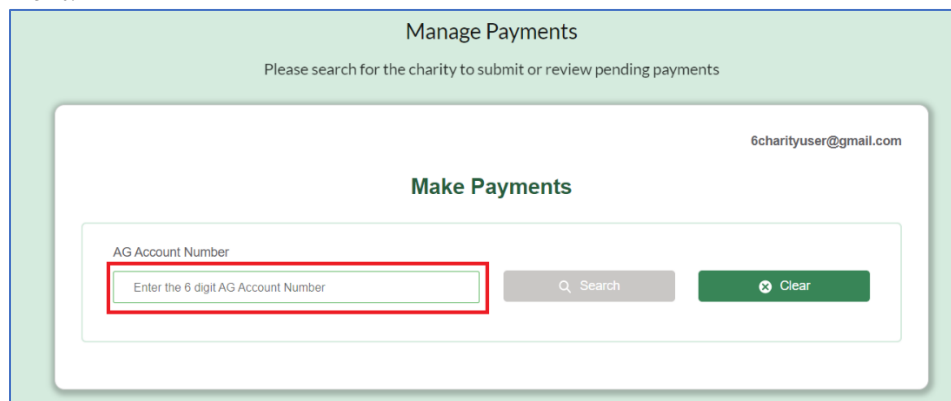 Manage Payments
Please search for the charity to submit or review pending payments
6charityuser@gmail.com
Make Payments
AG Account Number
Enter the 6 digit AG Account Number
Search
Clear